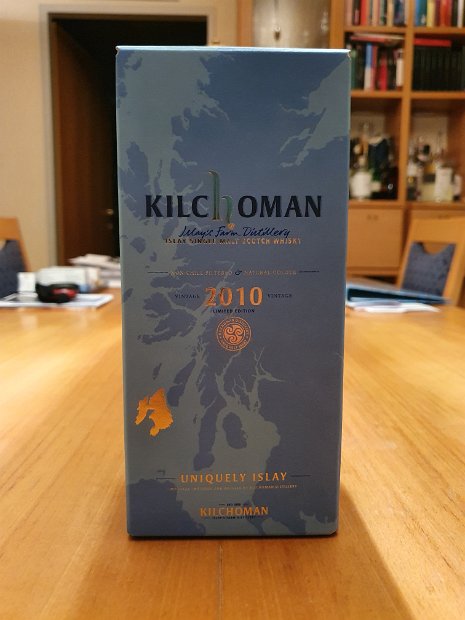 KILCHOMAN
Islay's Farm Distillery
ISLAY SINGLE MALT SCOTCH WHISKY
NON CHILL FILTERED & NATURAL COLOUR
VINTAGE 2010 VINTAGE
LIMITED EDITION
UNIQUELY ISLAY
KILCHOMAN